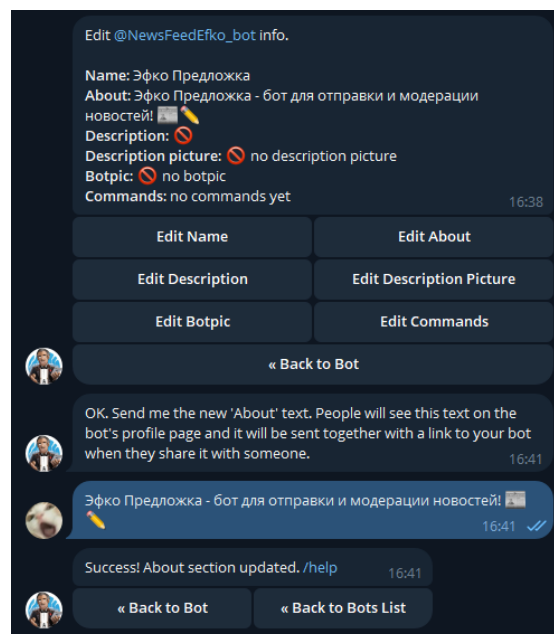 Edit @NewsFeedEfko_bot info.
Name: Эфко Предложка
About: Эфко Предложка - бот для отправки и модерации
новостей! 📰✏️
Description: 🚫
Description picture: 🚫 no description picture
Botpic: 🚫 no botpic
Commands: no commands yet
16:38
Edit Name
Edit About
Edit Description
Edit Description Picture
Edit Botpic
Edit Commands
« Back to Bot
OK. Send me the new 'About' text. People will see this text on the
bot's profile page and it will be sent together with a link to your bot
when they share it with someone.
16:41
Эфко Предложка - бот для отправки и модерации новостей! 📰
✏️
16:41
Success! About section updated. /help
16:41
« Back to Bot
« Back to Bots List